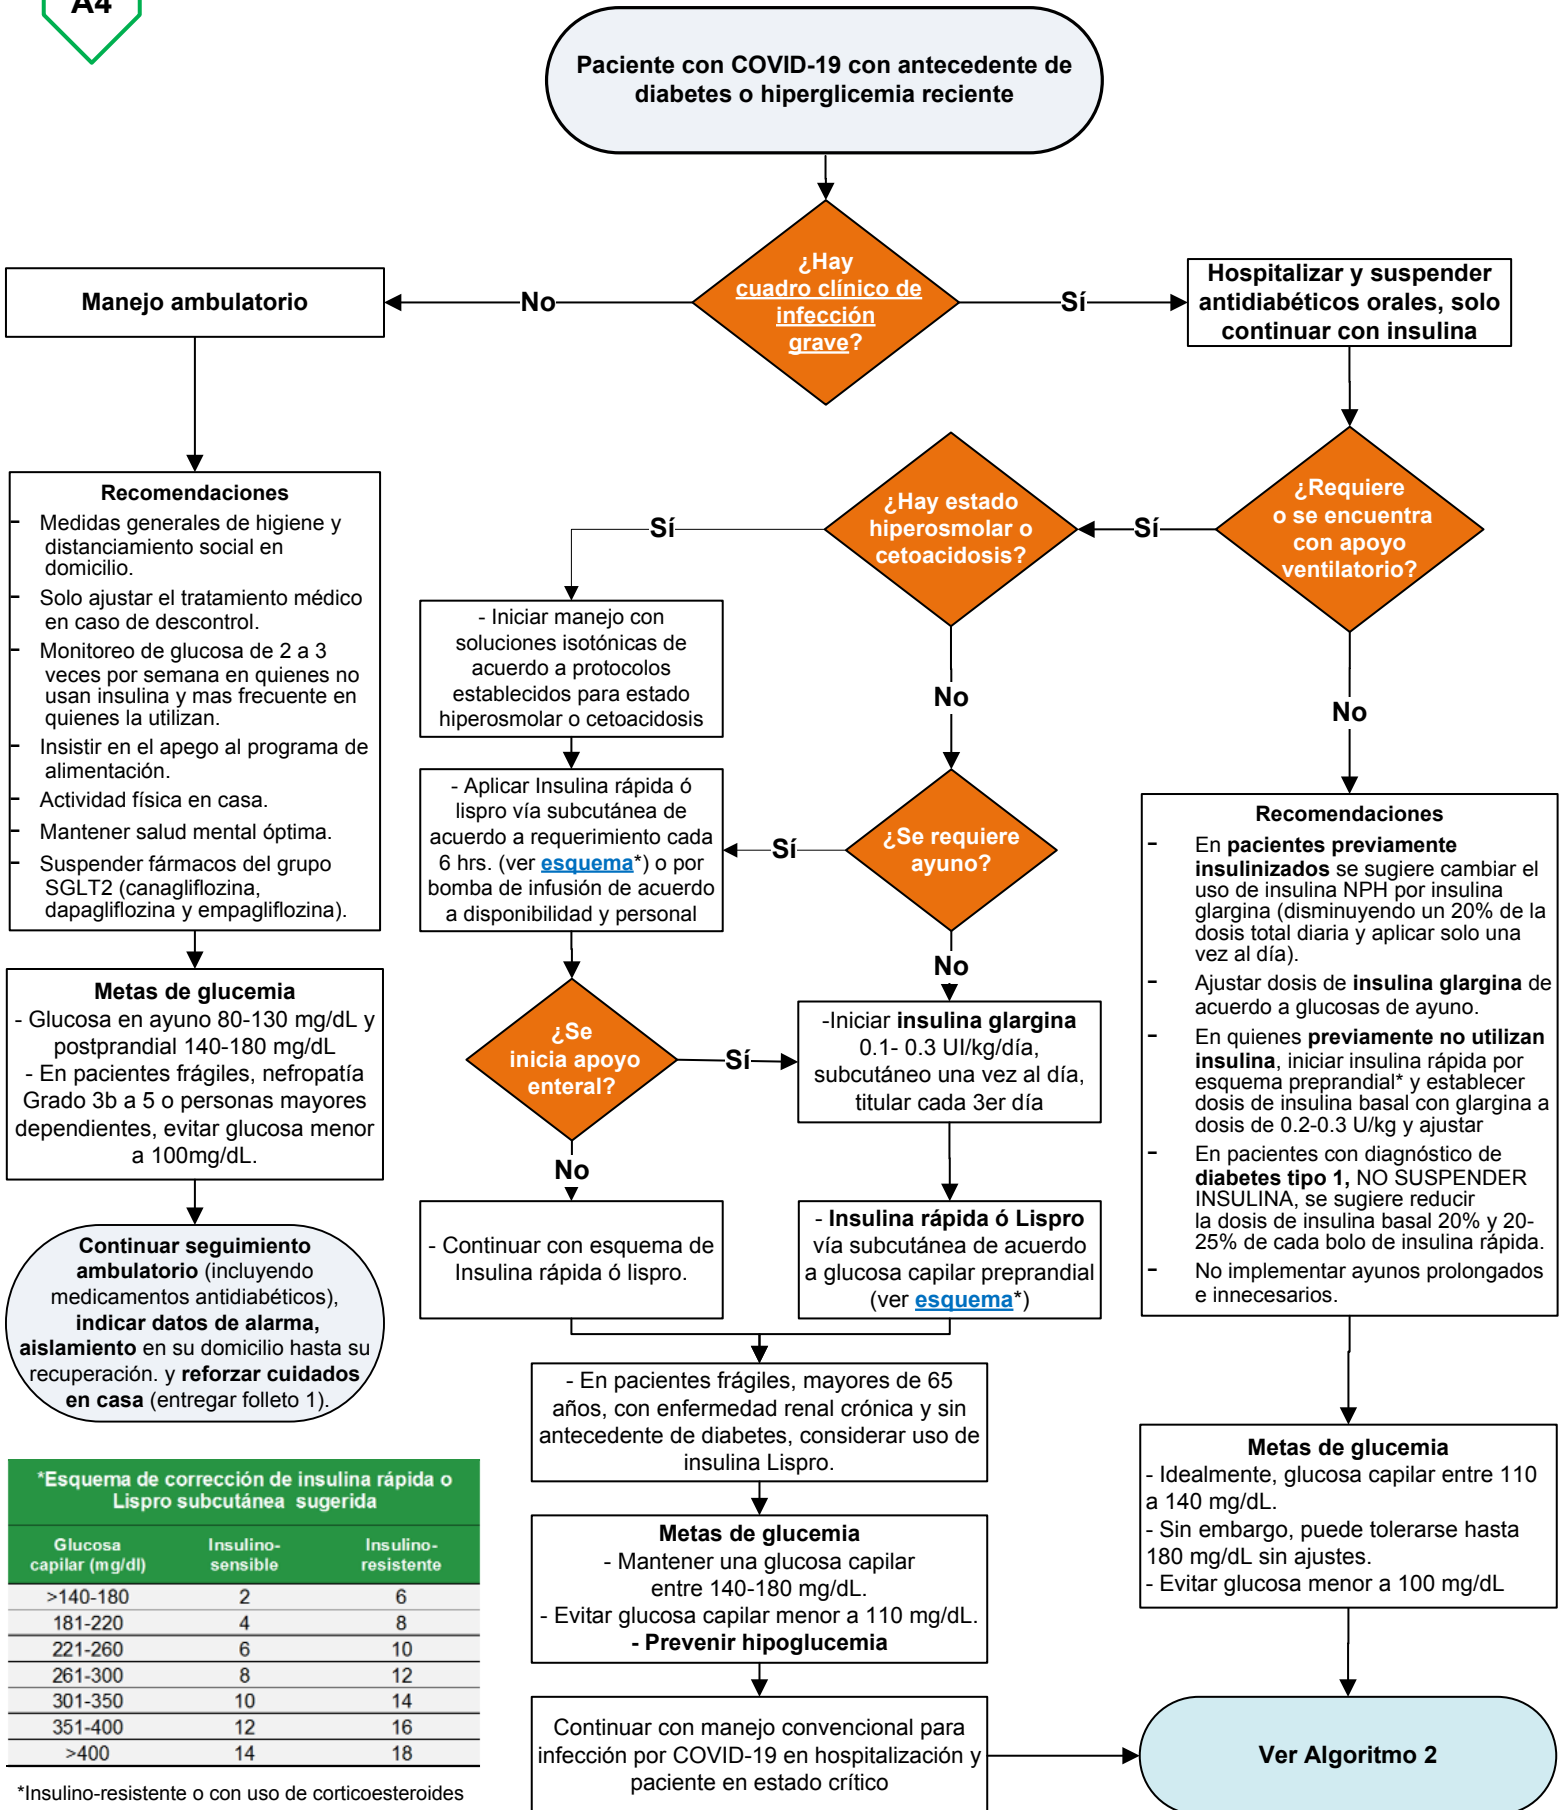 A4
Paciente con COVID-19 con antecedente de
diabetes o hiperglicemia reciente
¿Hay
cuadro clínico de
infección
grave?
No
Sí
Manejo ambulatorio
Hospitalizar y suspender
antidiabéticos orales, solo
continuar con insulina
Recomendaciones
- Medidas generales de higiene y
distanciamiento social en
domicilio.
- Solo ajustar el tratamiento médico
en caso de descontrol.
- Monitoreo de glucosa de 2 a 3
veces por semana en quienes no
usan insulina y mas frecuente en
quienes la utilizan.
- Insistir en el apego al programa de
alimentación.
- Actividad física en casa.
- Mantener salud mental óptima.
- Suspender fármacos del grupo
SGLT2 (canagliflozina,
dapagliflozina y empagliflozina).
Metas de glucemia
- Glucosa en ayuno 80-130 mg/dL y
postprandial 140-180 mg/dL
- En pacientes frágiles, nefropatía
Grado 3b a 5 o personas mayores
dependientes, evitar glucosa menor
a 100mg/dL.
Continuar seguimiento
ambulatorio (incluyendo
medicamentos antidiabéticos),
indicar datos de alarma,
aislamiento en su domicilio hasta su
recuperación. y reforzar cuidados
en casa (entregar folleto 1).
¿Requiere
o se encuentra
con apoyo
ventilatorio?
Sí
No
¿Hay estado
hiperosmolar o
cetoacidosis?
Sí
No
- Iniciar manejo con
soluciones isotónicas de
acuerdo a protocolos
establecidos para estado
hiperosmolar o cetoacidosis
- Aplicar Insulina rápida ó
lispro vía subcutánea de
acuerdo a requerimiento cada
6 hrs. (ver esquema*) o por
bomba de infusión de acuerdo
a disponibilidad y personal
¿Se requiere
ayuno?
Sí
No
¿Se
inicia apoyo
enteral?
Sí
No
-Iniciar insulina glargina
0.1- 0.3 UI/kg/día,
subcutáneo una vez al día,
titular cada 3er día
- Continuar con esquema de
Insulina rápida ó lispro.
- Insulina rápida ó Lispro
vía subcutánea de acuerdo
a glucosa capilar preprandial
(ver esquema*)
- En pacientes frágiles, mayores de 65
años, con enfermedad renal crónica y sin
antecedente de diabetes, considerar uso de
insulina Lispro.
Metas de glucemia
- Mantener una glucosa capilar
entre 140-180 mg/dL.
- Evitar glucosa capilar menor a 110 mg/dL.
- Prevenir hipoglucemia
Continuar con manejo convencional para
infección por COVID-19 en hospitalización y
paciente en estado crítico
Recomendaciones
- En pacientes previamente
insulinizados se sugiere cambiar el
uso de insulina NPH por insulina
glargina (disminuyendo un 20% de la
dosis total diaria y aplicar solo una
vez al día).
- Ajustar dosis de insulina glargina de
acuerdo a glucosas de ayuno.
- En quienes previamente no utilizan
insulina, iniciar insulina rápida por
esquema preprandial* y establecer
dosis de insulina basal con glargina a
dosis de 0.2-0.3 U/kg y ajustar
- En pacientes con diagnóstico de
diabetes tipo 1, NO SUSPENDER
INSULINA, se sugiere reducir
la dosis de insulina basal 20% y 20-
25% de cada bolo de insulina rápida.
- No implementar ayunos prolongados
e innecesarios.
Metas de glucemia
- Idealmente, glucosa capilar entre 110
a 140 mg/dL.
- Sin embargo, puede tolerarse hasta
180 mg/dL sin ajustes.
- Evitar glucosa menor a 100 mg/dL
Ver Algoritmo 2
*Esquema de corrección de insulina rápida o
Lispro subcutánea sugerida
Glucosa capilar (mg/dl) Insulino-sensible Insulino-resistente
>140-180 2 6
181-220 4 8
221-260 6 10
261-300 8 12
301-350 10 14
351-400 12 16
>400 14 18
*Insulino-resistente o con uso de corticoesteroides